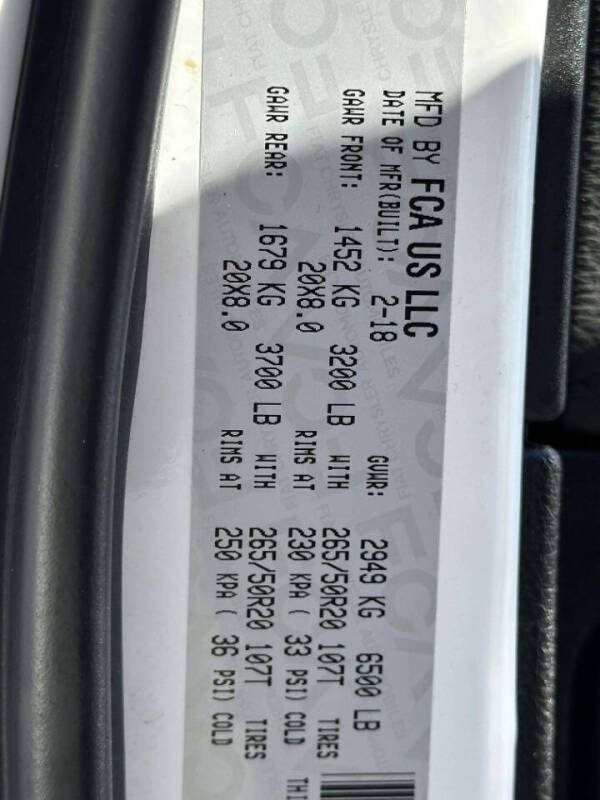 MFD BY FCA US LLC
DATE OF MFR(BUILT): 2-18 GVWR: 2949 KG 6500 LB
GAWR FRONT: 1452 KG 3200 LB WITH 265/50R20 107T TIRES
20X8.0 RIMS AT 230 KPA ( 33 PSI) COLD
GAWR REAR: 1679 KG 3700 LB WITH 265/50R20 107T TIRES
20X8.0 RIMS AT 250 KPA ( 36 PSI) COLD
THI